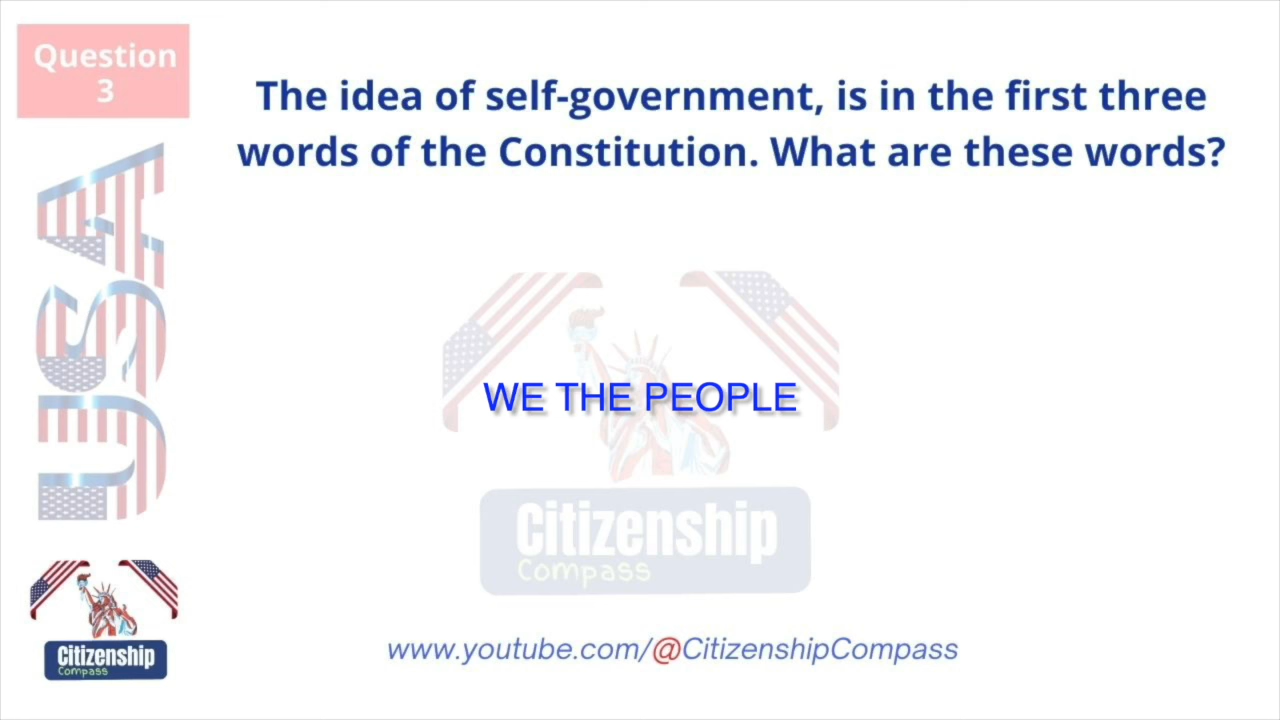 Question
3
The idea of self-government, is in the first three
words of the Constitution. What are these words?
USA
WE THE PEOPLE
Citizenship
Compass
Citizenship
Compass
www.youtube.com/@CitizenshipCompass